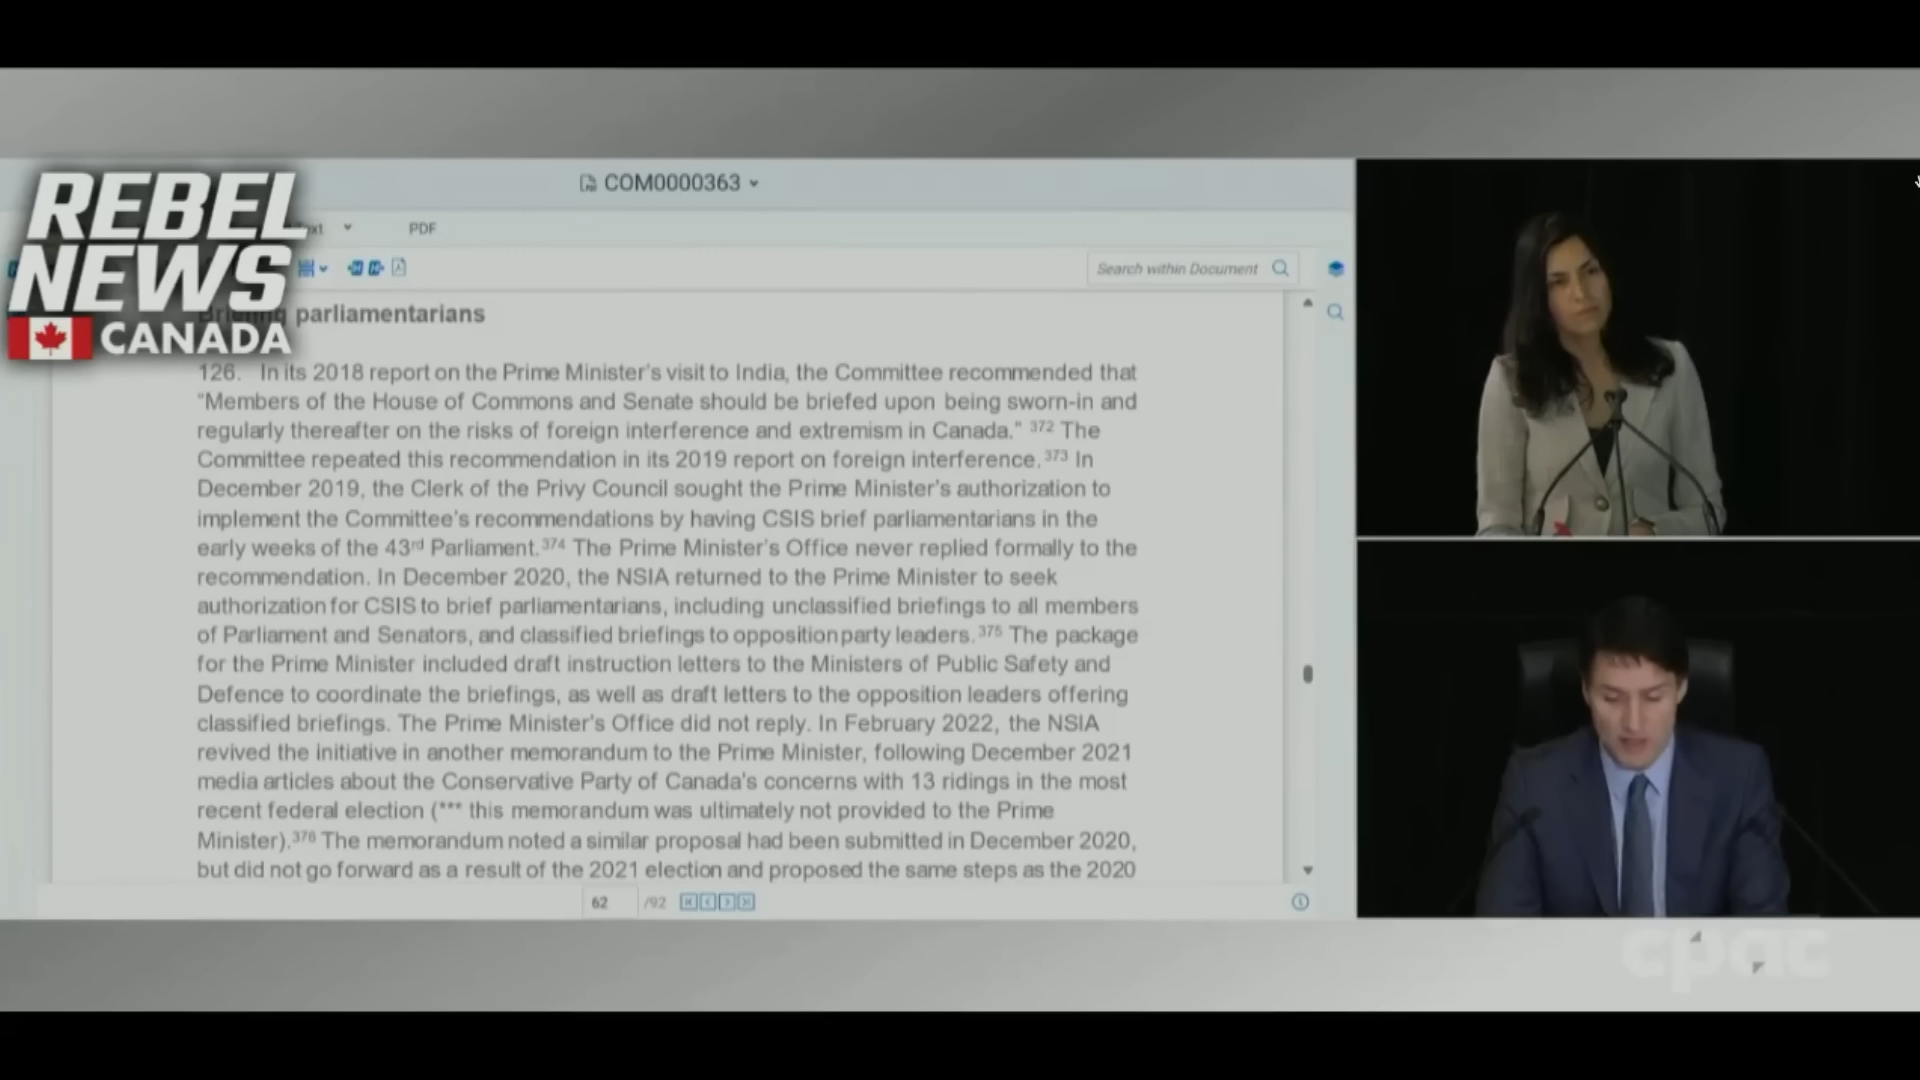 REBEL
NEWS
CANADA
COM0000363
PDF
Search within Document
parliamentarians
126. In its 2018 report on the Prime Minister's visit to India, the Committee recommended that
"Members of the House of Commons and Senate should be briefed upon being sworn-in and
regularly thereafter on the risks of foreign interference and extremism in Canada." 372 The
Committee repeated this recommendation in its 2019 report on foreign interference.373 In
December 2019, the Clerk of the Privy Council sought the Prime Minister's authorization to
implement the Committee's recommendations by having CSIS brief parliamentarians in the
early weeks of the 43rd Parliament.374 The Prime Minister's Office never replied formally to the
recommendation. In December 2020, the NSIA returned to the Prime Minister to seek
authorization for CSIS to brief parliamentarians, including unclassified briefings to all members
of Parliament and Senators, and classified briefings to opposition party leaders.375 The package
for the Prime Minister included draft instruction letters to the Ministers of Public Safety and
Defence to coordinate the briefings, as well as draft letters to the opposition leaders offering
classified briefings. The Prime Minister's Office did not reply. In February 2022, the NSIA
revived the initiative in another memorandum to the Prime Minister, following December 2021
media articles about the Conservative Party of Canada's concerns with 13 ridings in the most
recent federal election (*** this memorandum was ultimately not provided to the Prime
Minister).376 The memorandum noted a similar proposal had been submitted in December 2020,
but did not go forward as a result of the 2021 election and proposed the same steps as the 2020
62 /92
cpac